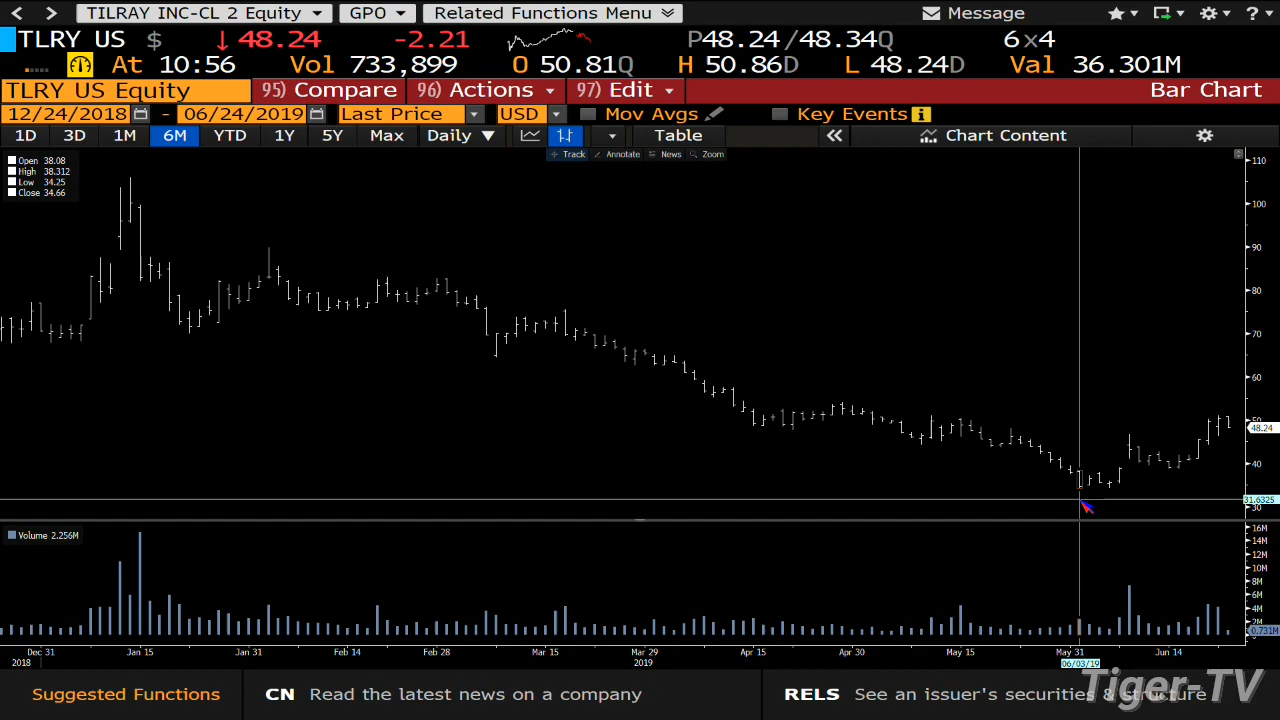 TILRAY INC-CL 2 Equity GPO Related Functions Menu Message ?
TLRY US $ ↓48.24 -2.21 P48.24/48.34Q 6x4
At 10:56 Vol 733,899 O 50.81Q H 50.86D L 48.24D Val 36.301M
TLRY US Equity 95) Compare 96) Actions 97) Edit Bar Chart
12/24/2018 - 06/24/2019 Last Price USD Mov Avgs Key Events i
1D 3D 1M 6M YTD 1Y 5Y Max Daily ▼ Table « Chart Content
Track Annotate News Zoom
Open 38.08
High 38.312
Low 34.25
Close 34.66
110
100
90
80
70
60
50
48.24
40
31.6325
30
Volume 2.256M
16M
14M
12M
10M
8M
6M
4M
2M
0.731M
Dec 31 Jan 15 Jan 31 Feb 14 Feb 28 Mar 15 Mar 29 Apr 15 Apr 30 May 15 May 31 Jun 14
2018 2019 06/03/19
Suggested Functions CN Read the latest news on a company RELS See an issuer's securities & structure
Tiger-TV